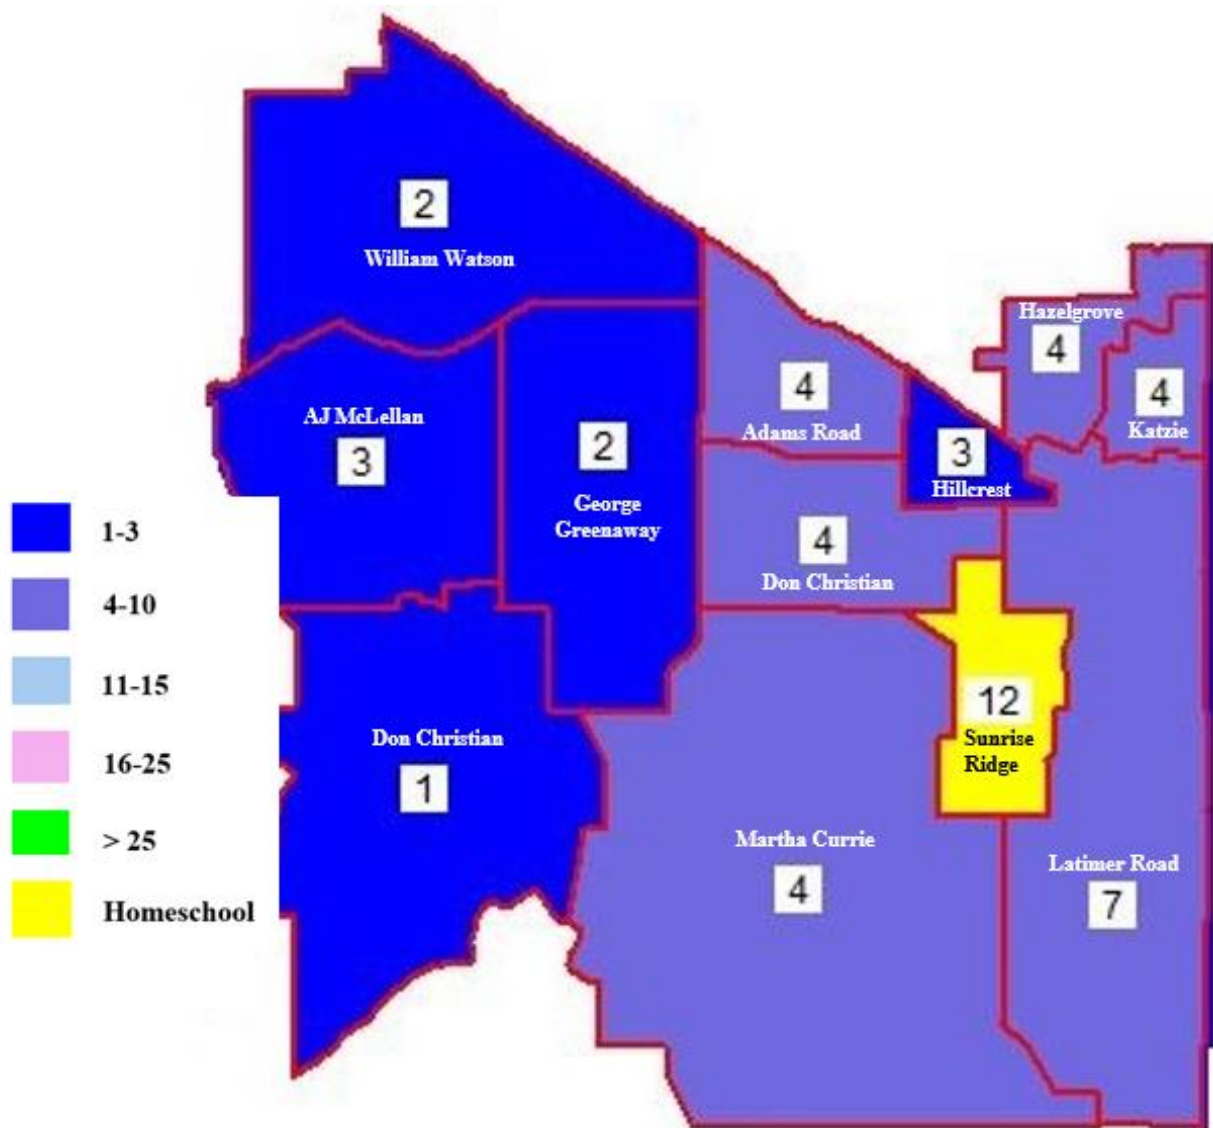 2
William Watson
Hazelgrove
4
4
Katzie
4
Adams Road
AJ McLellan
3
2
George
Greenaway
3
Hillcrest
4
Don Christian
1-3
4-10
11-15
16-25
> 25
Homeschool
12
Sunrise
Ridge
Don Christian
1
Martha Currie
4
Latimer Road
7